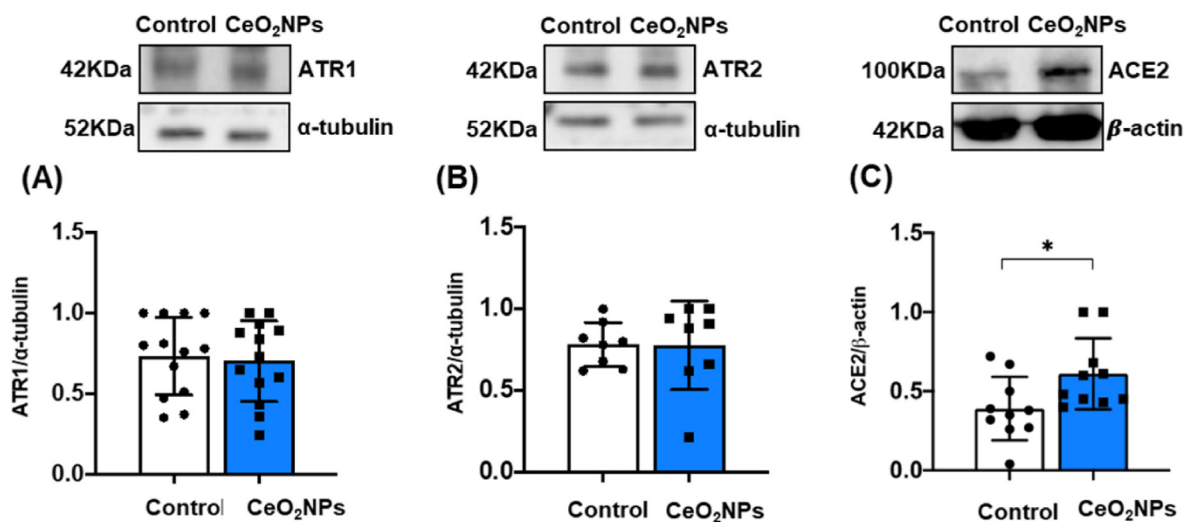 Control CeO₂NPs
42KDa ATR1
52KDa α-tubulin
(A)
1.5
1.0
0.5
0.0
ATR1/α-tubulin
Control CeO₂NPs
Control CeO₂NPs
42KDa ATR2
52KDa α-tubulin
(B)
1.5
1.0
0.5
0.0
ATR2/α-tubulin
Control CeO₂NPs
Control CeO₂NPs
100KDa ACE2
42KDa β-actin
(C)
1.5
1.0
0.5
0.0
ACE2/β-actin
*
Control CeO₂NPs